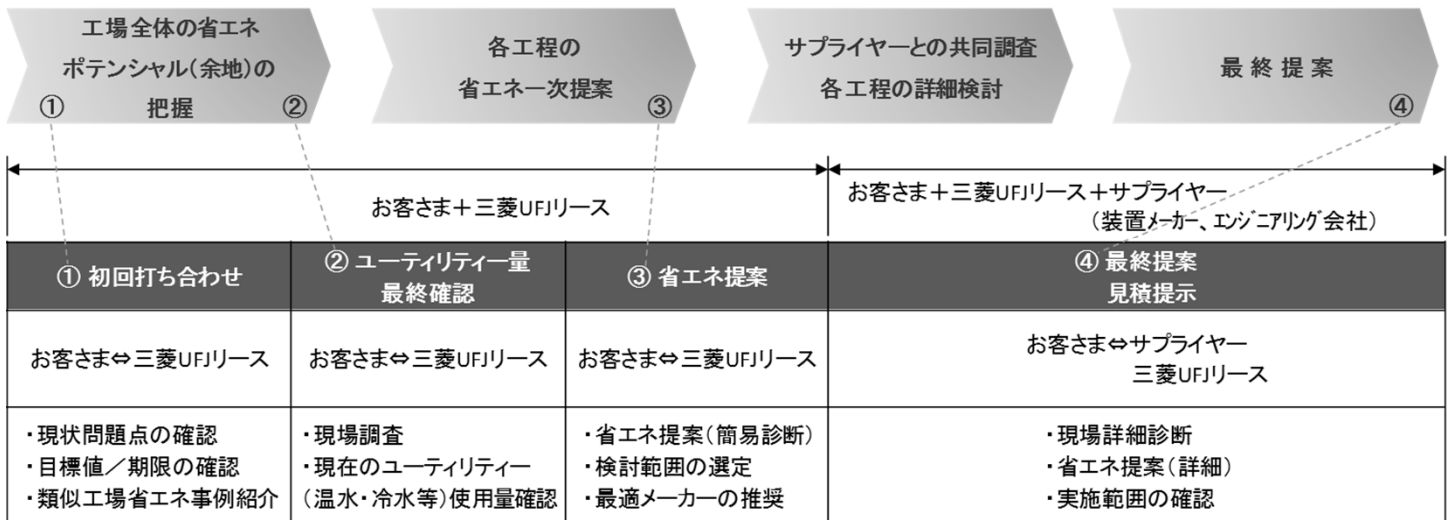 工場全体の省エネ
ポテンシャル（余地）の
把握
①
②
各工程の
省エネ一次提案
③
サプライヤーとの共同調査
各工程の詳細検討
最終提案
④
お客さま＋三菱UFJリース
お客さま＋三菱UFJリース＋サプライヤー
（装置メーカー、エンジニアリング会社）
① 初回打ち合わせ
② ユーティリティー量
最終確認
③ 省エネ提案
④ 最終提案
見積提示
お客さま⇔三菱UFJリース
お客さま⇔三菱UFJリース
お客さま⇔三菱UFJリース
お客さま⇔サプライヤー
三菱UFJリース
・現状問題点の確認
・目標値／期限の確認
・類似工場省エネ事例紹介
・現場調査
・現在のユーティリティー
（温水・冷水等）使用量確認
・省エネ提案（簡易診断）
・検討範囲の選定
・最適メーカーの推奨
・現場詳細診断
・省エネ提案（詳細）
・実施範囲の確認